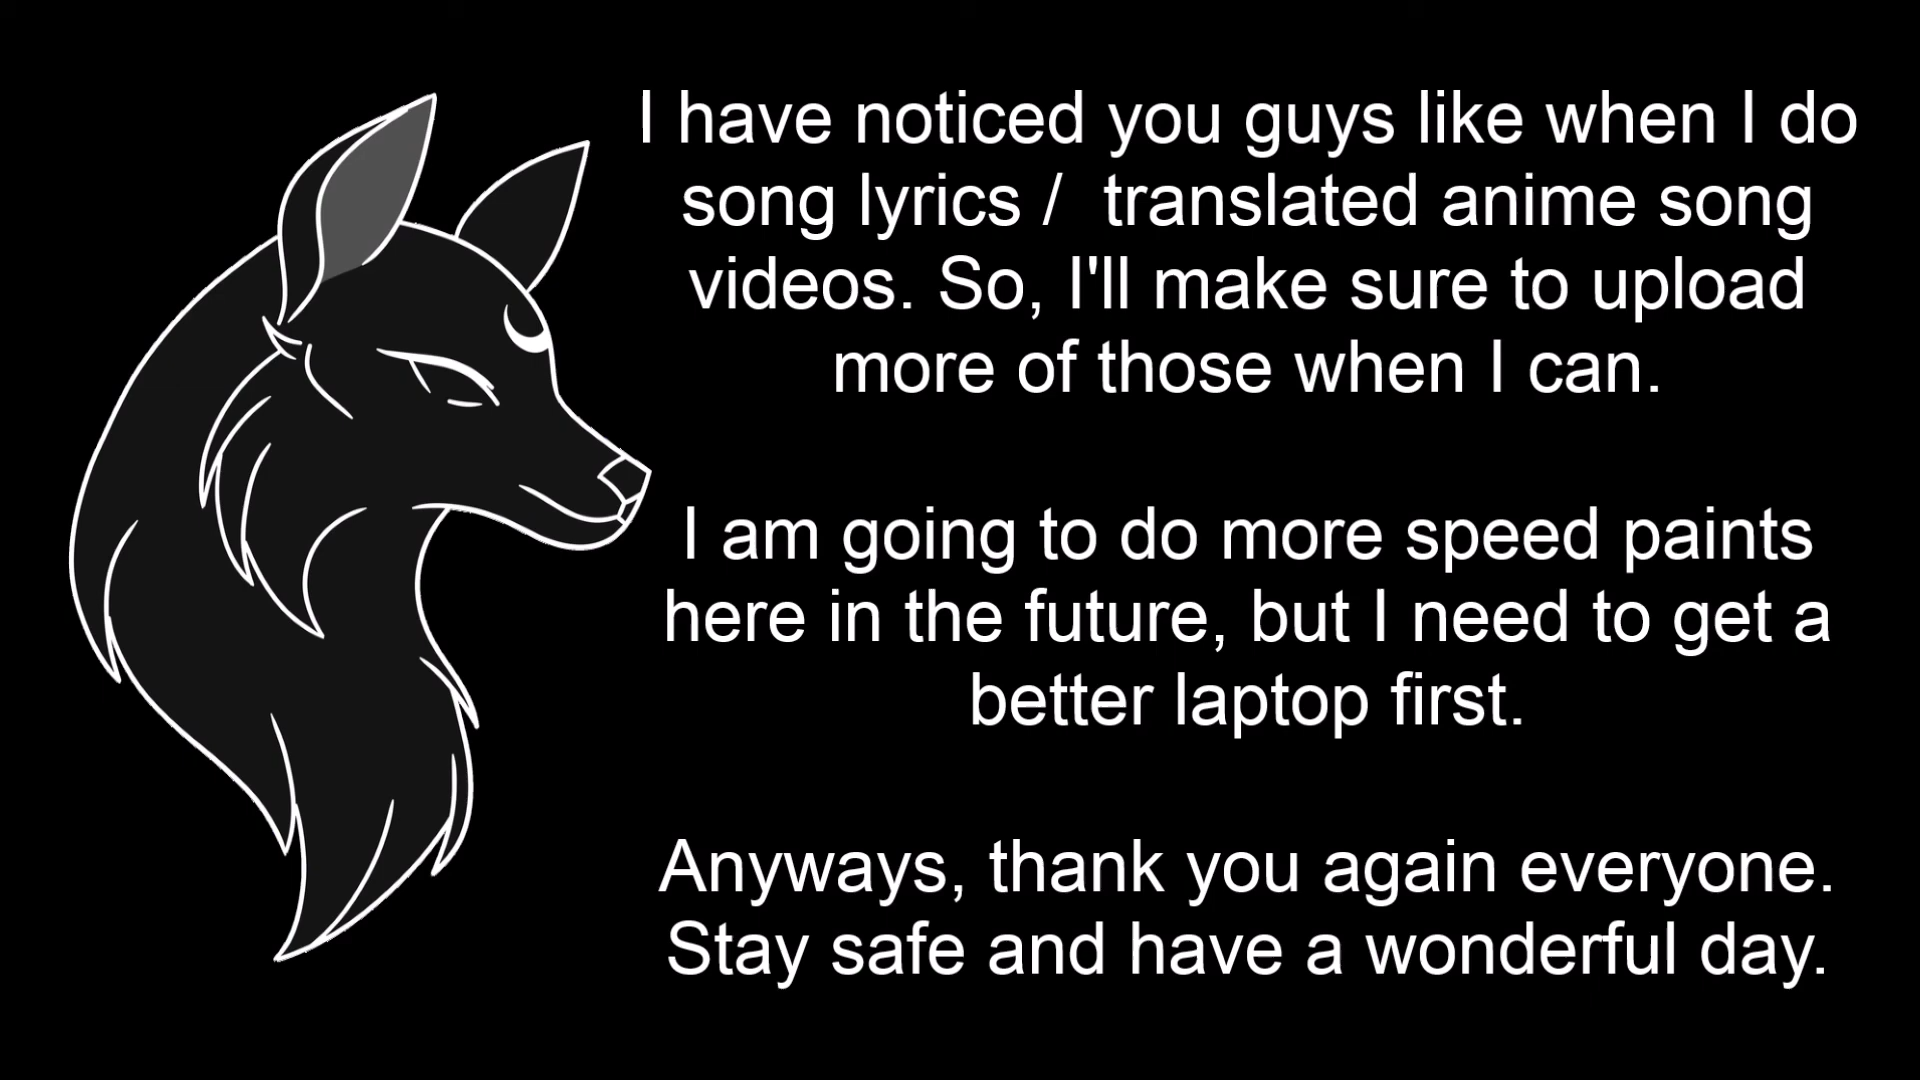 I have noticed you guys like when I do
song lyrics /  translated anime song
videos. So, I'll make sure to upload
more of those when I can.
I am going to do more speed paints
here in the future, but I need to get a
better laptop first.
Anyways, thank you again everyone.
Stay safe and have a wonderful day.